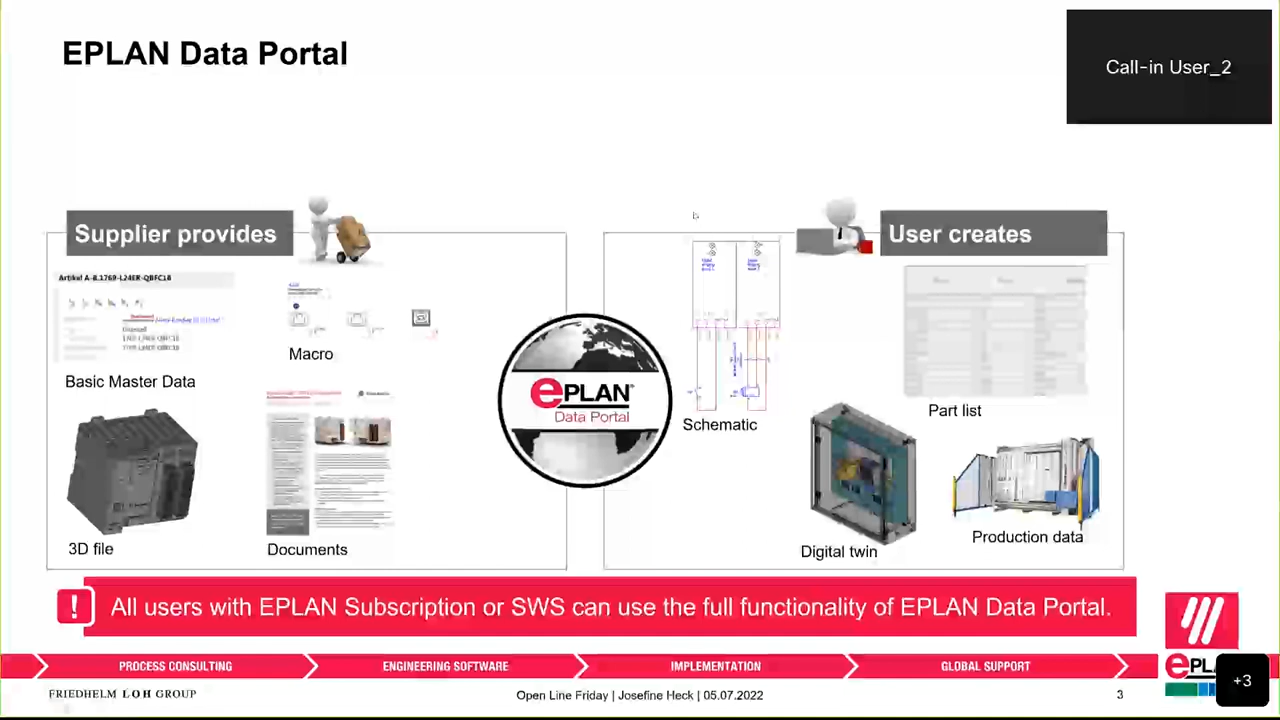 EPLAN Data Portal
Call-in User_2
Supplier provides
User creates
Artikel A-B.1769-L24ER-QBFC1B
Macro
Basic Master Data
ePLAN®
Data Portal
Schematic
Part list
3D file
Documents
Digital twin
Production data
! All users with EPLAN Subscription or SWS can use the full functionality of EPLAN Data Portal.
PROCESS CONSULTING
ENGINEERING SOFTWARE
IMPLEMENTATION
GLOBAL SUPPORT
FRIEDHELM LOH GROUP
Open Line Friday | Josefine Heck | 05.07.2022
3
+3